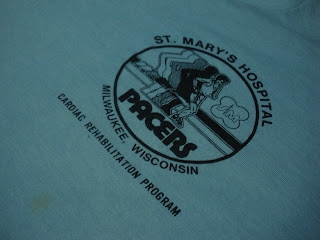 ST. MARY'S HOSPITAL
PACERS
MILWAUKEE, WISCONSIN
CARDIAC REHABILITATION PROGRAM